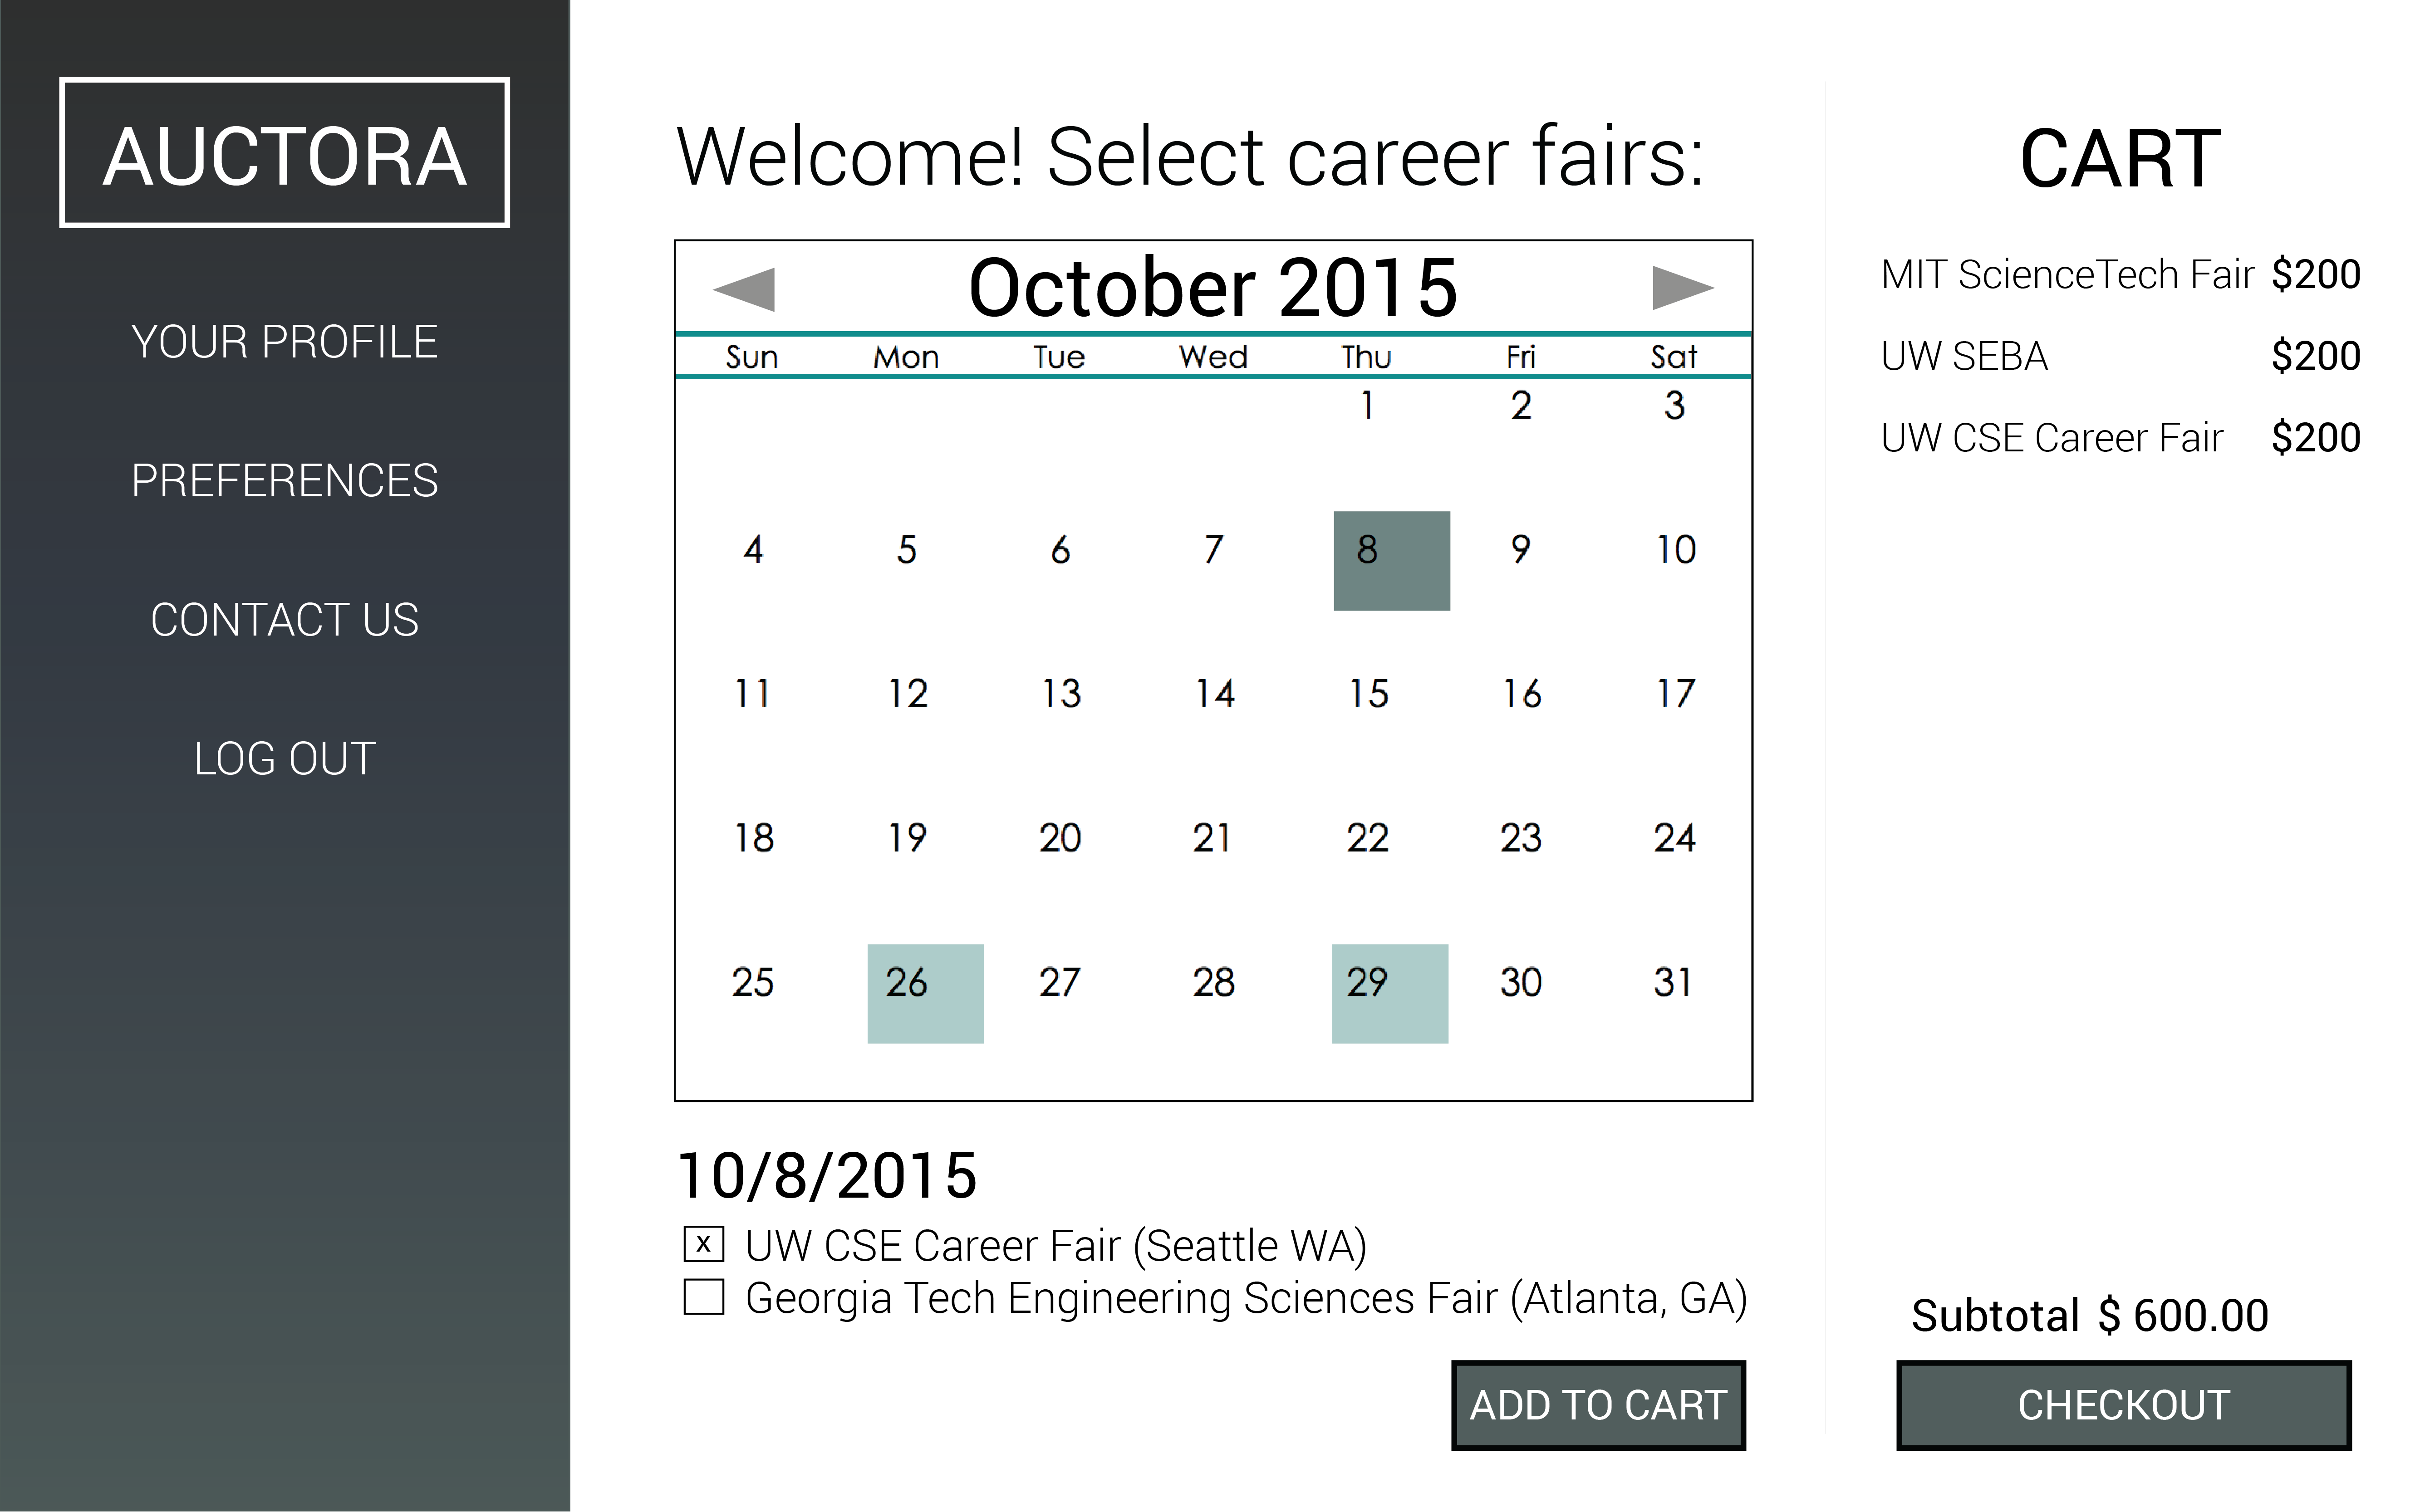 AUCTORA
YOUR PROFILE
PREFERENCES
CONTACT US
LOG OUT
Welcome! Select career fairs:
October 2015
Sun Mon Tue Wed Thu Fri Sat
1 2 3
4 5 6 7 8 9 10
11 12 13 14 15 16 17
18 19 20 21 22 23 24
25 26 27 28 29 30 31
10/8/2015
x UW CSE Career Fair (Seattle WA)
Georgia Tech Engineering Sciences Fair (Atlanta, GA)
ADD TO CART
CART
MIT ScienceTech Fair $200
UW SEBA $200
UW CSE Career Fair $200
Subtotal $ 600.00
CHECKOUT